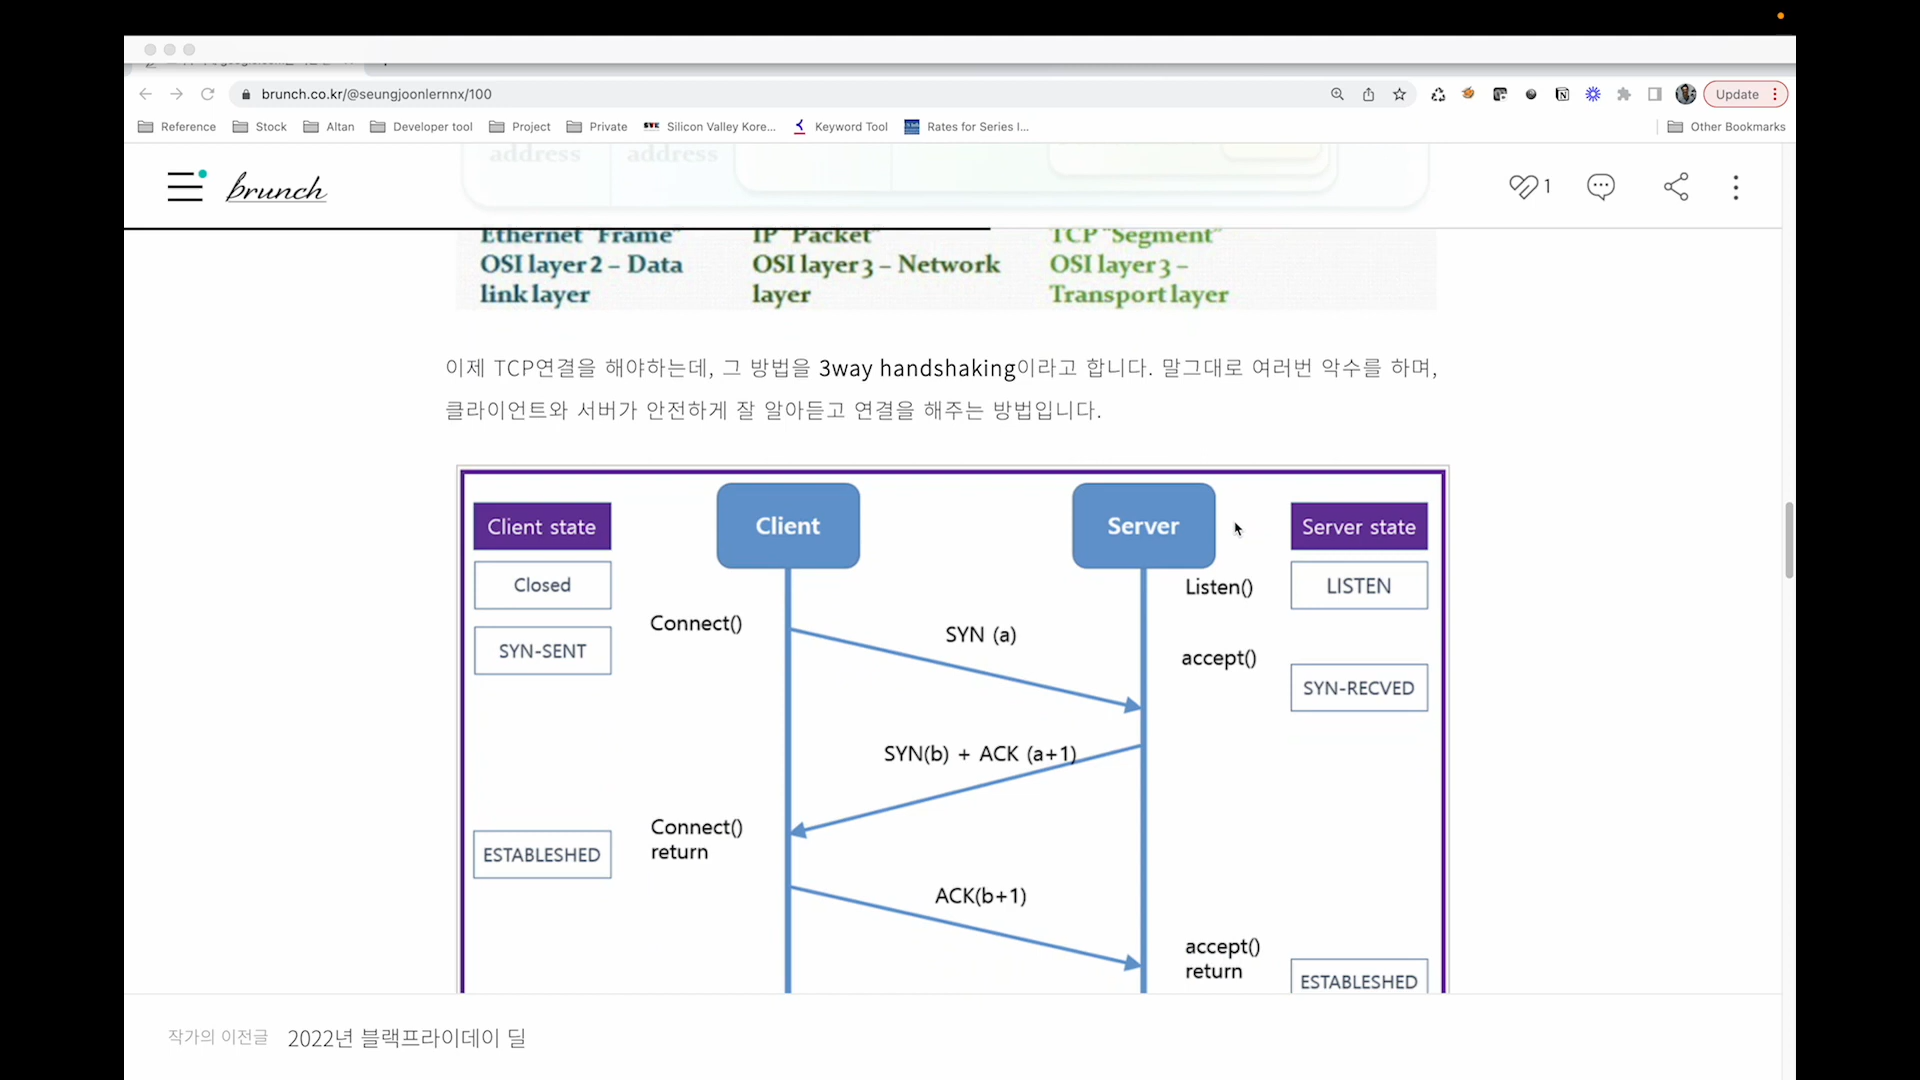 brunch.co.kr/@seungjoonlernnx/100
Update
Reference
Stock
Altan
Developer tool
Project
Private
Silicon Valley Kore...
Keyword Tool
Rates for Series I...
Other Bookmarks
address
address
brunch
1
Ethernet "Frame"
OSI layer 2 – Data
link layer
IP "Packet"
OSI layer 3 – Network
layer
TCP "Segment"
OSI layer 3 –
Transport layer
이제 TCP연결을 해야하는데, 그 방법을 3way handshaking이라고 합니다. 말그대로 여러번 악수를 하며,
클라이언트와 서버가 안전하게 잘 알아듣고 연결을 해주는 방법입니다.
Client state
Client
Server
Server state
Closed
Listen()
LISTEN
Connect()
SYN (a)
SYN-SENT
accept()
SYN-RECVED
SYN(b) + ACK (a+1)
Connect()
return
ESTABLESHED
ACK(b+1)
accept()
return
ESTABLESHED
작가의 이전글
2022년 블랙프라이데이 딜